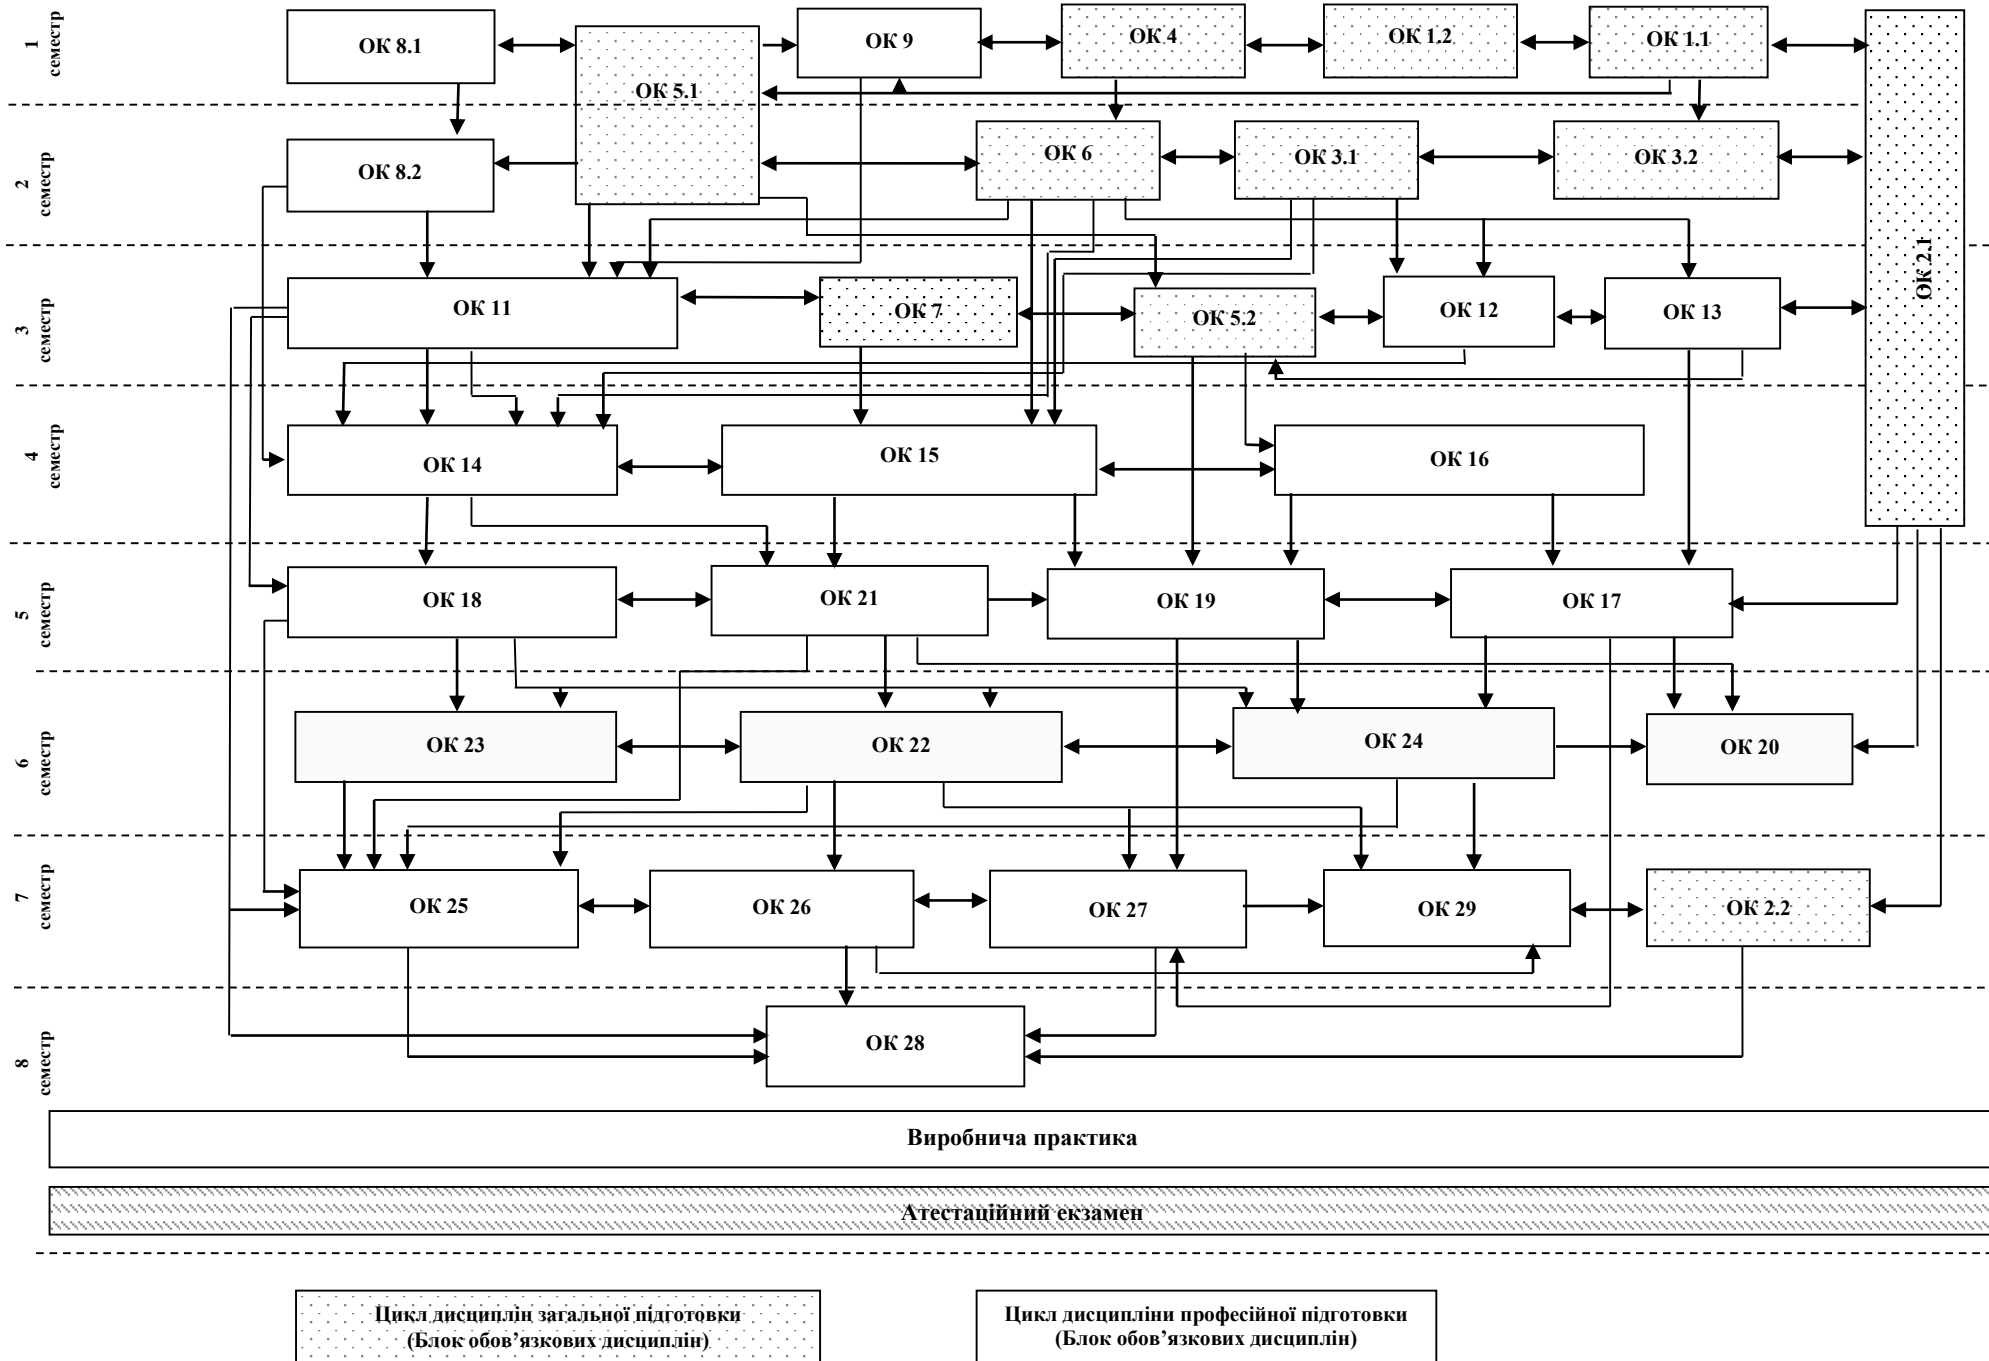 1
семестр
ОК 8.1
ОК 5.1
ОК 9
ОК 4
ОК 1.2
ОК 1.1
ОК 2.1
2
семестр
ОК 8.2
ОК 6
ОК 3.1
ОК 3.2
3
семестр
ОК 11
ОК 7
ОК 5.2
ОК 12
ОК 13
4
семестр
ОК 14
ОК 15
ОК 16
5
семестр
ОК 18
ОК 21
ОК 19
ОК 17
6
семестр
ОК 23
ОК 22
ОК 24
ОК 20
7
семестр
ОК 25
ОК 26
ОК 27
ОК 29
ОК 2.2
8
семестр
ОК 28
Виробнича практика
Атестаційний екзамен
Цикл дисциплін загальної підготовки
(Блок обов’язкових дисциплін)
Цикл дисципліни професійної підготовки
(Блок обов’язкових дисциплін)